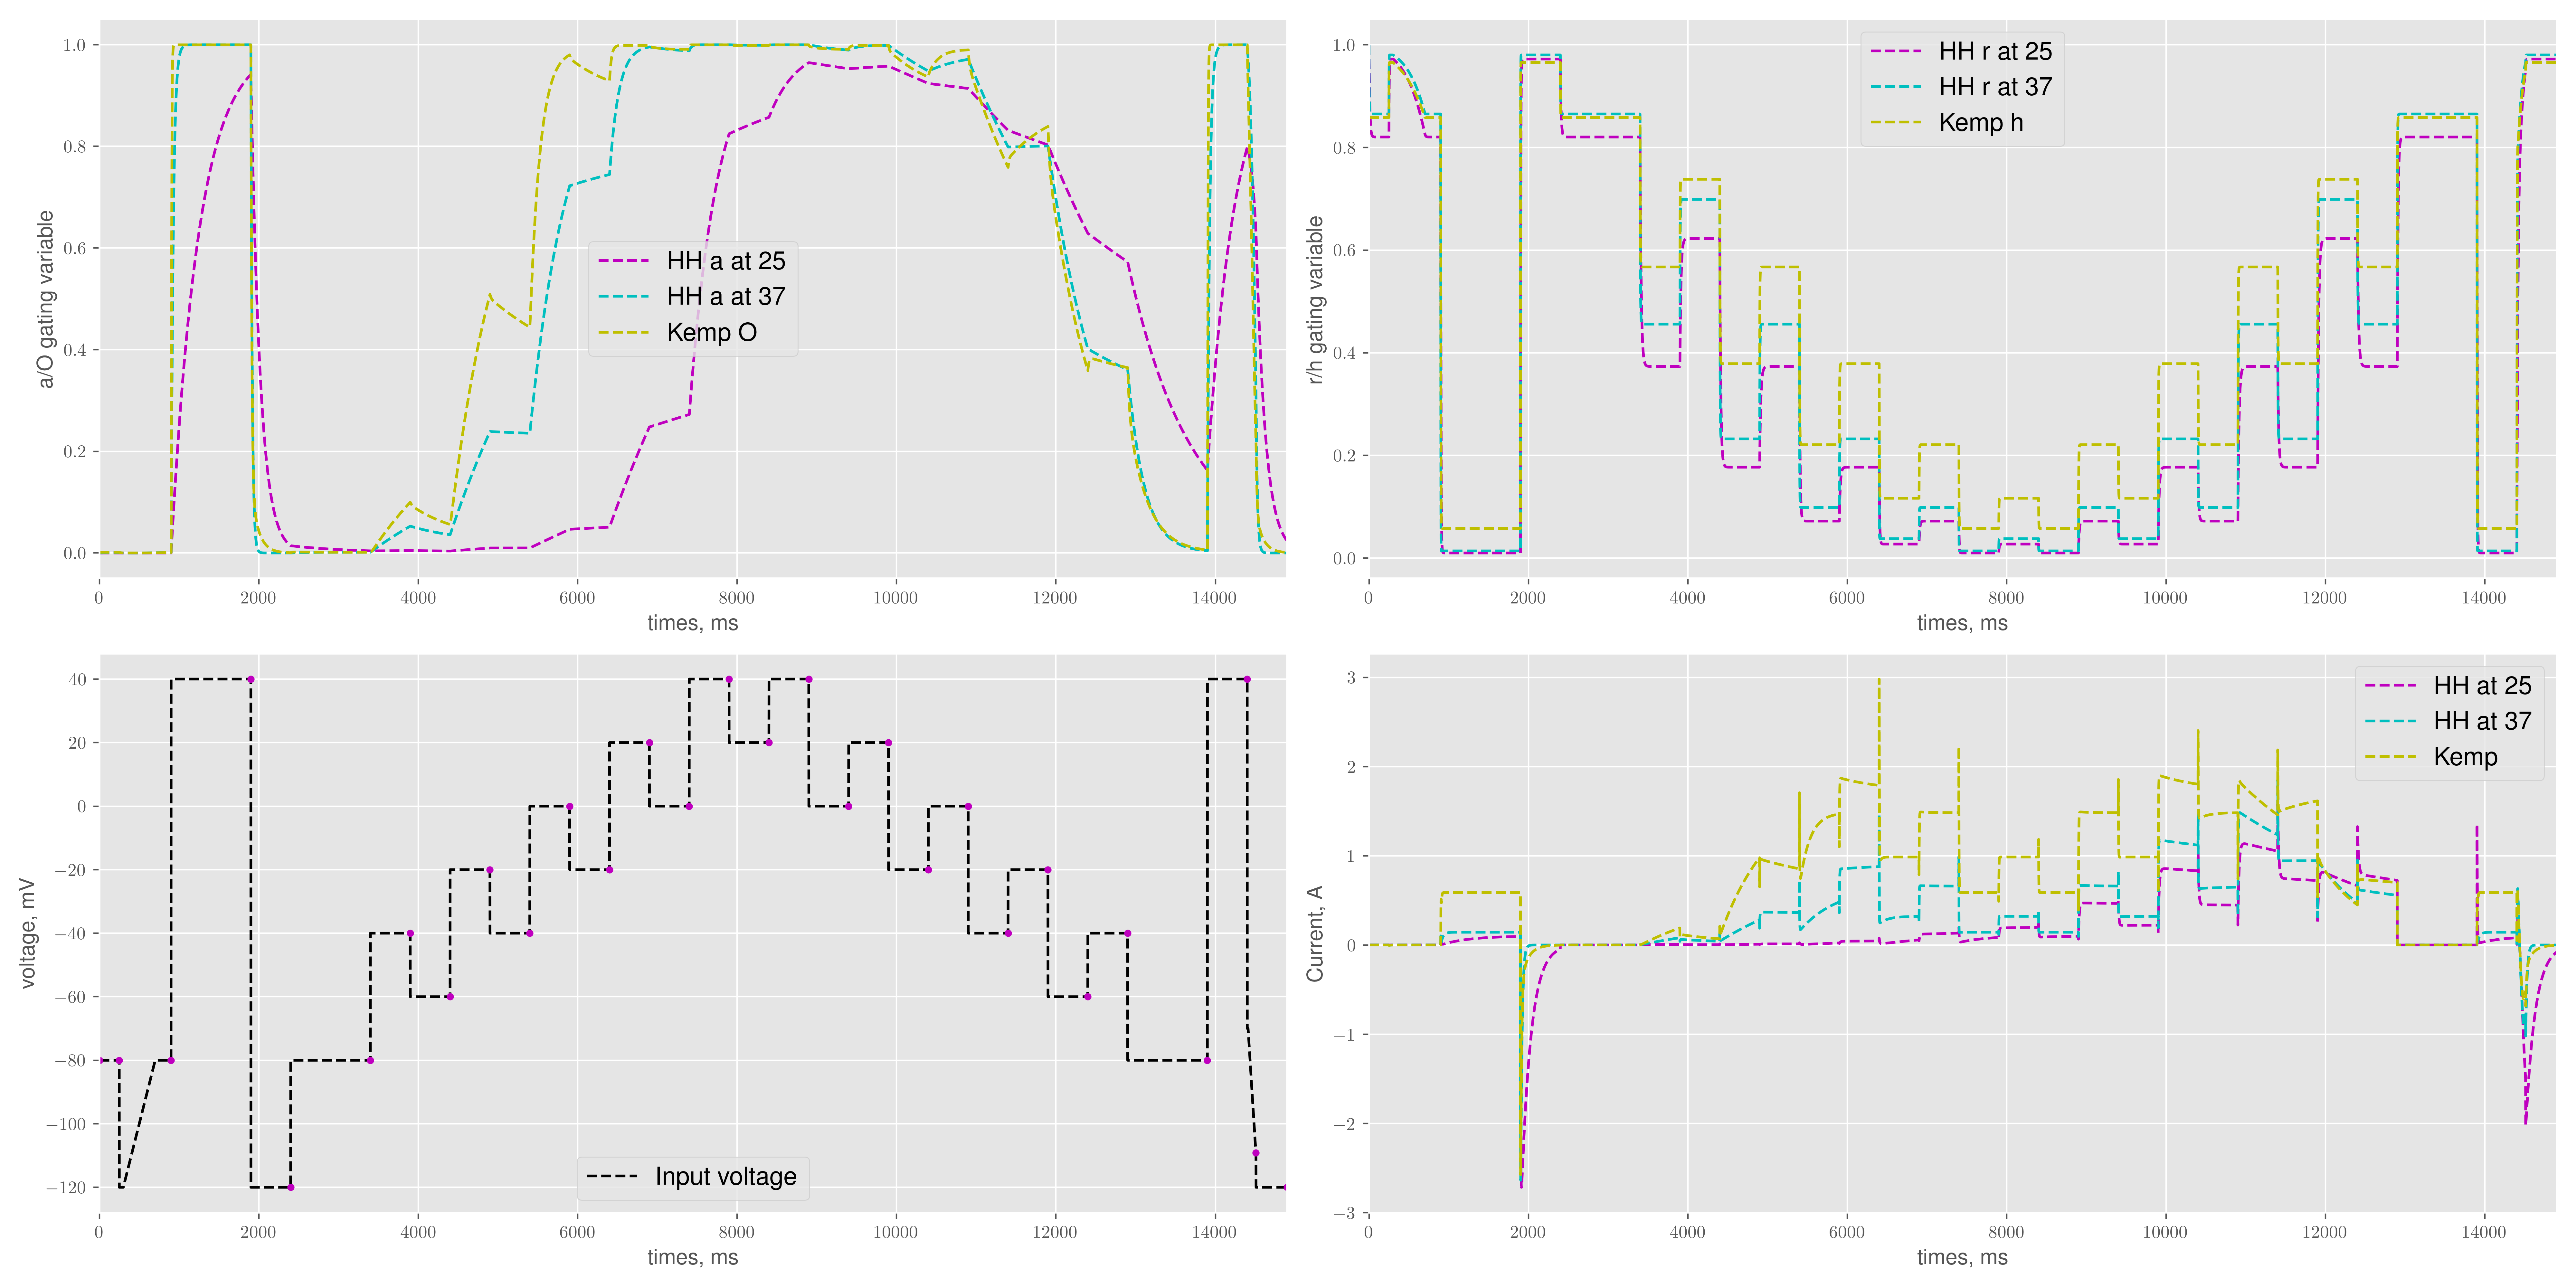 1.0
0.8
0.6
0.4
0.2
0.0
a/O gating variable
HH a at 25
HH a at 37
Kemp O
0 2000 4000 6000 8000 10000 12000 14000
times, ms
1.0
0.8
0.6
0.4
0.2
0.0
r/h gating variable
HH r at 25
HH r at 37
Kemp h
0 2000 4000 6000 8000 10000 12000 14000
times, ms
40
20
0
−20
−40
−60
−80
−100
−120
voltage, mV
Input voltage
0 2000 4000 6000 8000 10000 12000 14000
times, ms
3
2
1
0
−1
−2
−3
Current, A
HH at 25
HH at 37
Kemp
0 2000 4000 6000 8000 10000 12000 14000
times, ms